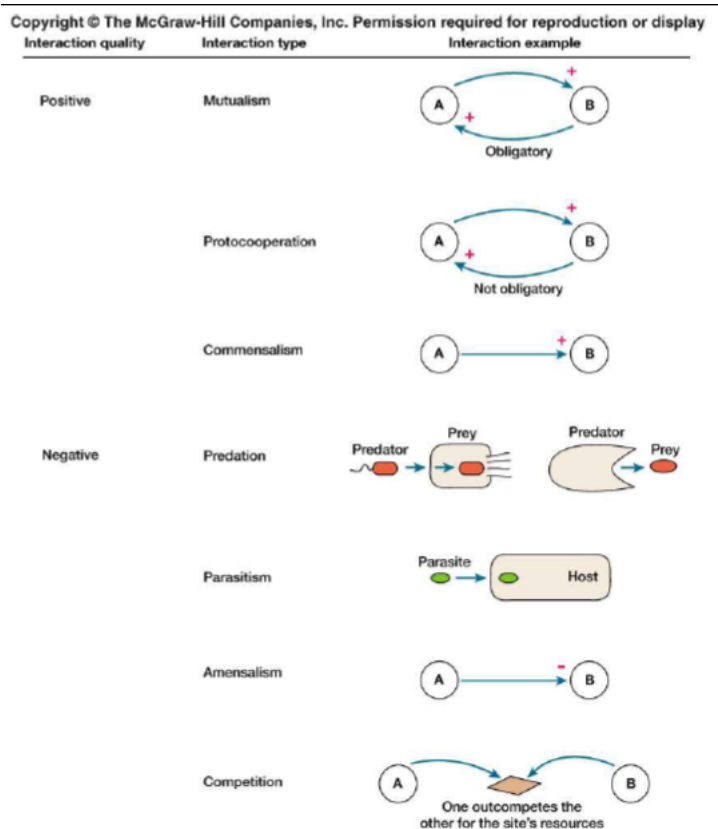 Copyright © The McGraw-Hill Companies, Inc. Permission required for reproduction or display
Interaction quality Interaction type Interaction example
Positive Mutualism A + B
+
Obligatory
Protocooperation A + B
+
Not obligatory
Commensalism A + B
Negative Predation Predator Prey Predator Prey
Parasitism Parasite Host
Amensalism A - B
Competition A B
One outcompetes the
other for the site's resources